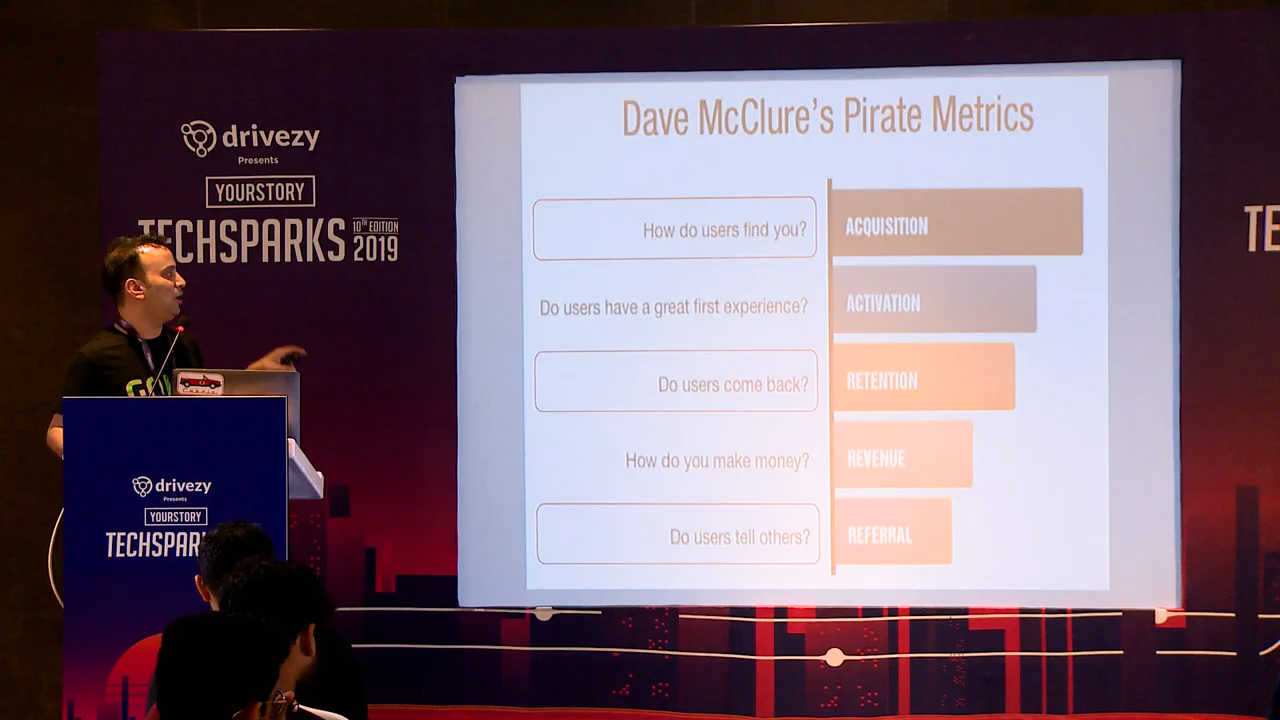 drivezy
Presents
YOURSTORY
TECHSPARKS 10TH EDITION 2019
Dave McClure's Pirate Metrics
How do users find you? ACQUISITION
Do users have a great first experience? ACTIVATION
Do users come back? RETENTION
How do you make money? REVENUE
Do users tell others? REFERRAL
TE
drivezy
Presents
YOURSTORY
TECHSPAR